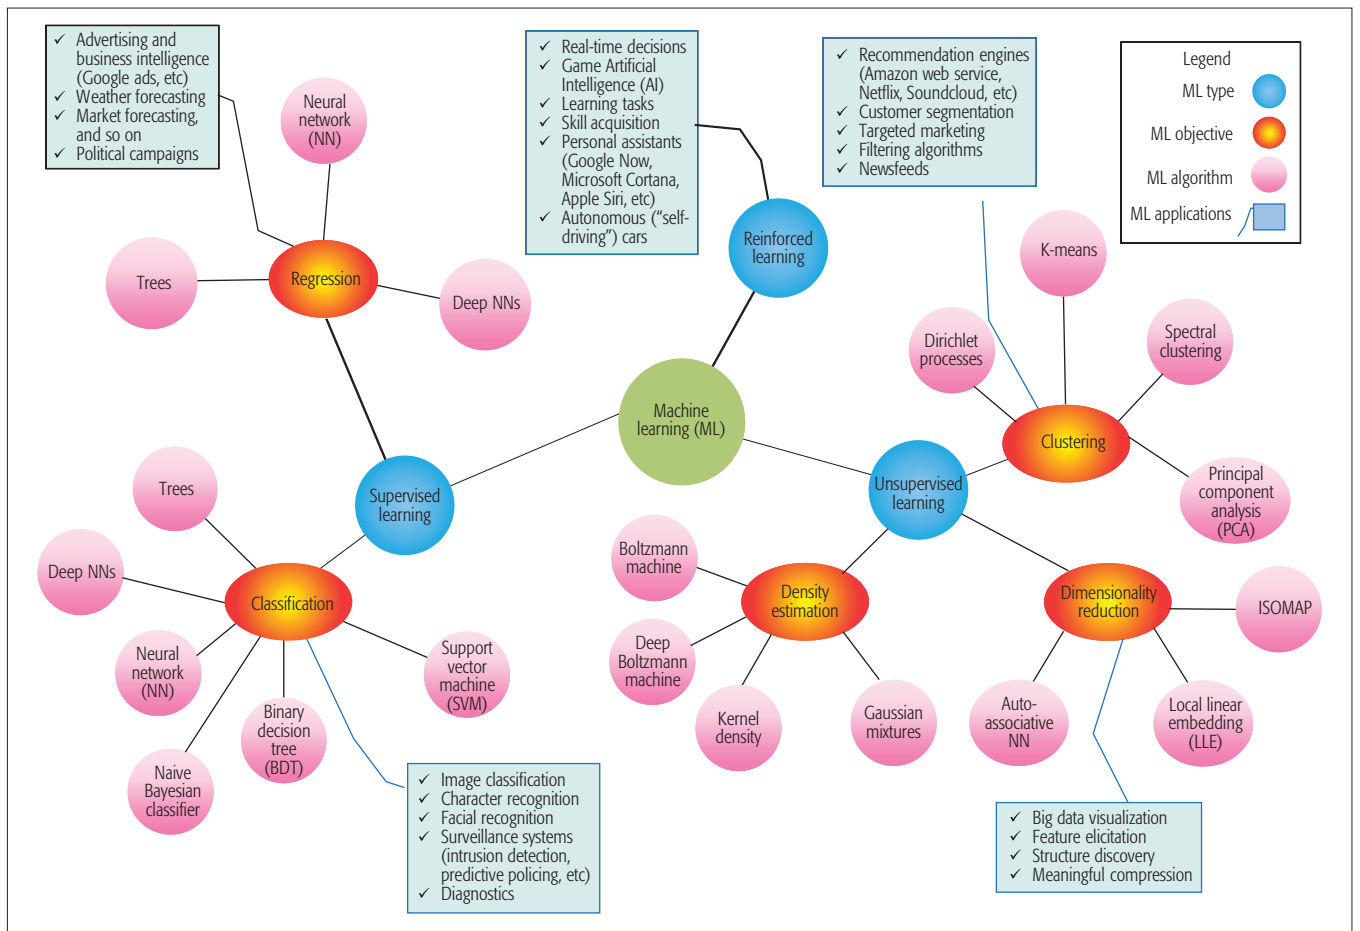 ✓ Advertising and
business intelligence
(Google ads, etc)
✓ Weather forecasting
✓ Market forecasting,
and so on
✓ Political campaigns
Neural
network
(NN)
Trees
Regression
Deep NNs
✓ Real-time decisions
✓ Game Artificial
Intelligence (AI)
✓ Learning tasks
✓ Skill acquisition
✓ Personal assistants
(Google Now,
Microsoft Cortana,
Apple Siri, etc)
✓ Autonomous (“self-
driving”) cars
Reinforced
learning
✓ Recommendation engines
(Amazon web service,
Netflix, Soundcloud, etc)
✓ Customer segmentation
✓ Targeted marketing
✓ Filtering algorithms
✓ Newsfeeds
Legend
ML type
ML objective
ML algorithm
ML applications
K-means
Dirichlet
processes
Spectral
clustering
Clustering
Principal
component
analysis
(PCA)
Machine
learning (ML)
Supervised
learning
Unsupervised
learning
Trees
Deep NNs
Classification
Neural
network
(NN)
Naive
Bayesian
classifier
Binary
decision
tree
(BDT)
Support
vector
machine
(SVM)
✓ Image classification
✓ Character recognition
✓ Facial recognition
✓ Surveillance systems
(intrusion detection,
predictive policing, etc)
✓ Diagnostics
Boltzmann
machine
Density
estimation
Deep
Boltzmann
machine
Kernel
density
Gaussian
mixtures
Dimensionality
reduction
ISOMAP
Auto-
associative
NN
Local linear
embedding
(LLE)
✓ Big data visualization
✓ Feature elicitation
✓ Structure discovery
✓ Meaningful compression